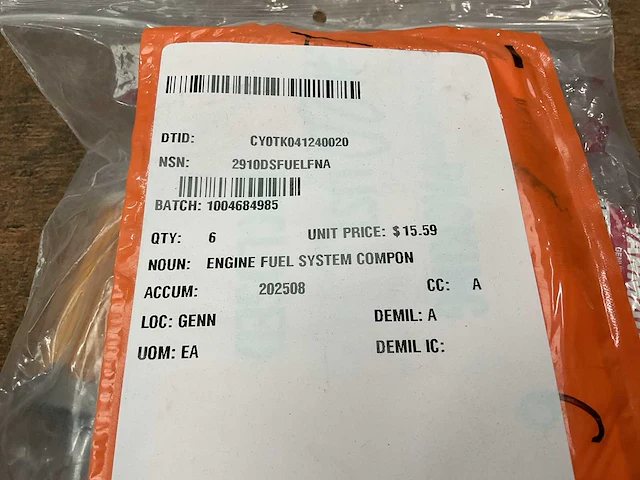 DTID: CY0TK041240020
NSN: 2910DSFUELFNA
BATCH: 1004684985
QTY: 6 UNIT PRICE: $15.59
NOUN: ENGINE FUEL SYSTEM COMPON
ACCUM: 202508 CC: A
LOC: GENN DEMIL: A
UOM: EA DEMIL IC: